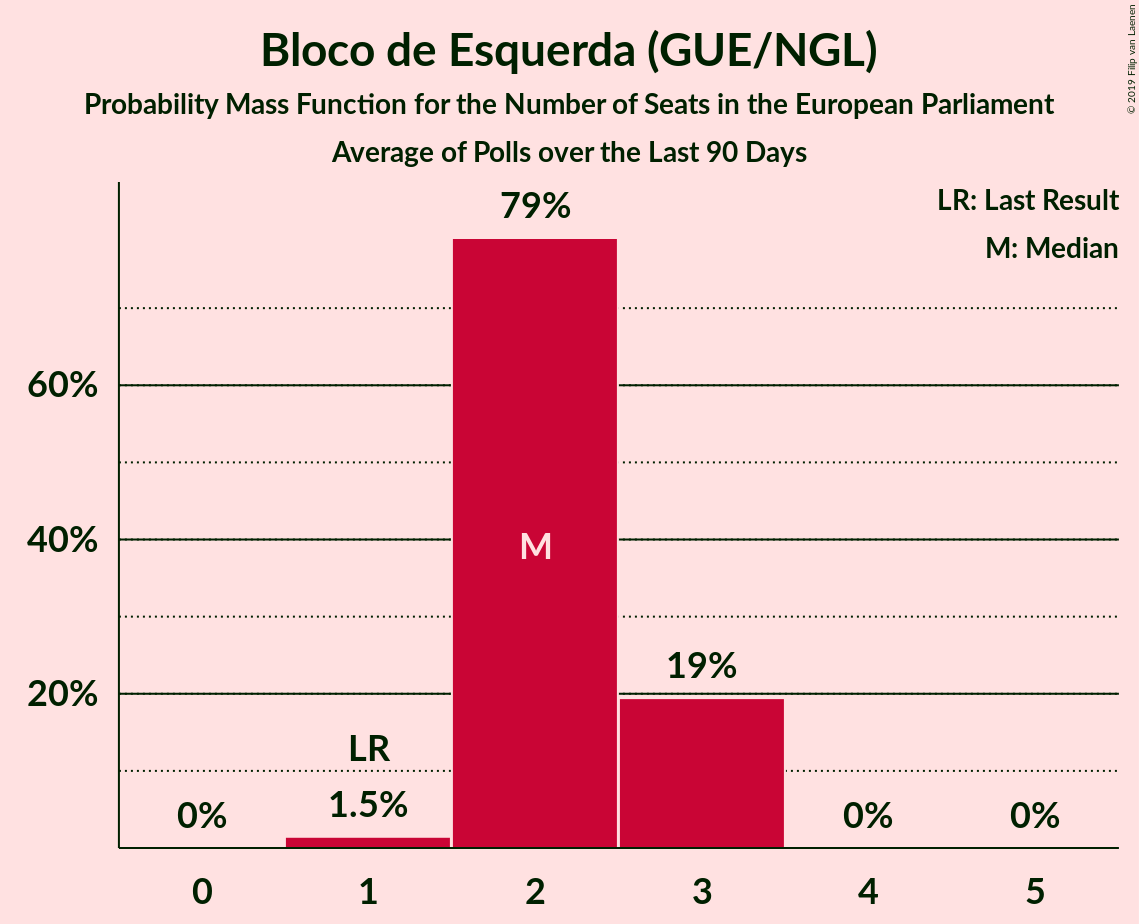 Bloco de Esquerda (GUE/NGL)
Probability Mass Function for the Number of Seats in the European Parliament
Average of Polls over the Last 90 Days
© 2019 Filip van Laenen
LR: Last Result
M: Median
79%
60%
40%
M
19%
20%
LR
0%
1.5%
0%
0%
0 1 2 3 4 5